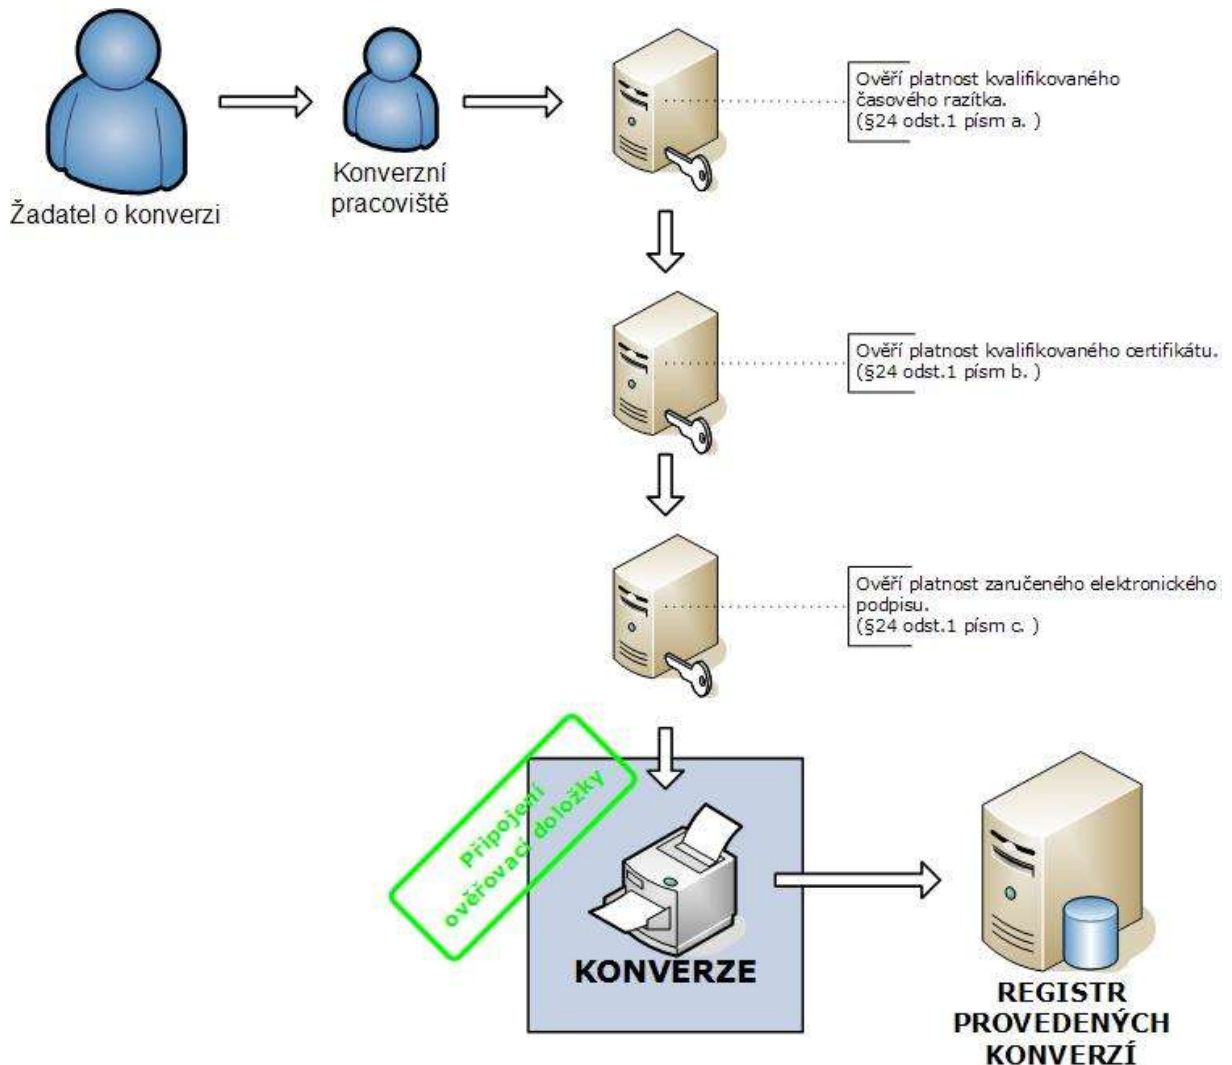 Žadatel o konverzi
Konverzní
pracoviště
Ověří platnost kvalifikovaného
časového razítka.
(§24 odst.1 písm a. )
Ověří platnost kvalifikovaného certifikátu.
(§24 odst.1 písm b. )
Ověří platnost zaručeného elektronického
podpisu.
(§24 odst.1 písm c. )
Připojení
ověřovací doložky
KONVERZE
REGISTR
PROVEDENÝCH
KONVERZÍ